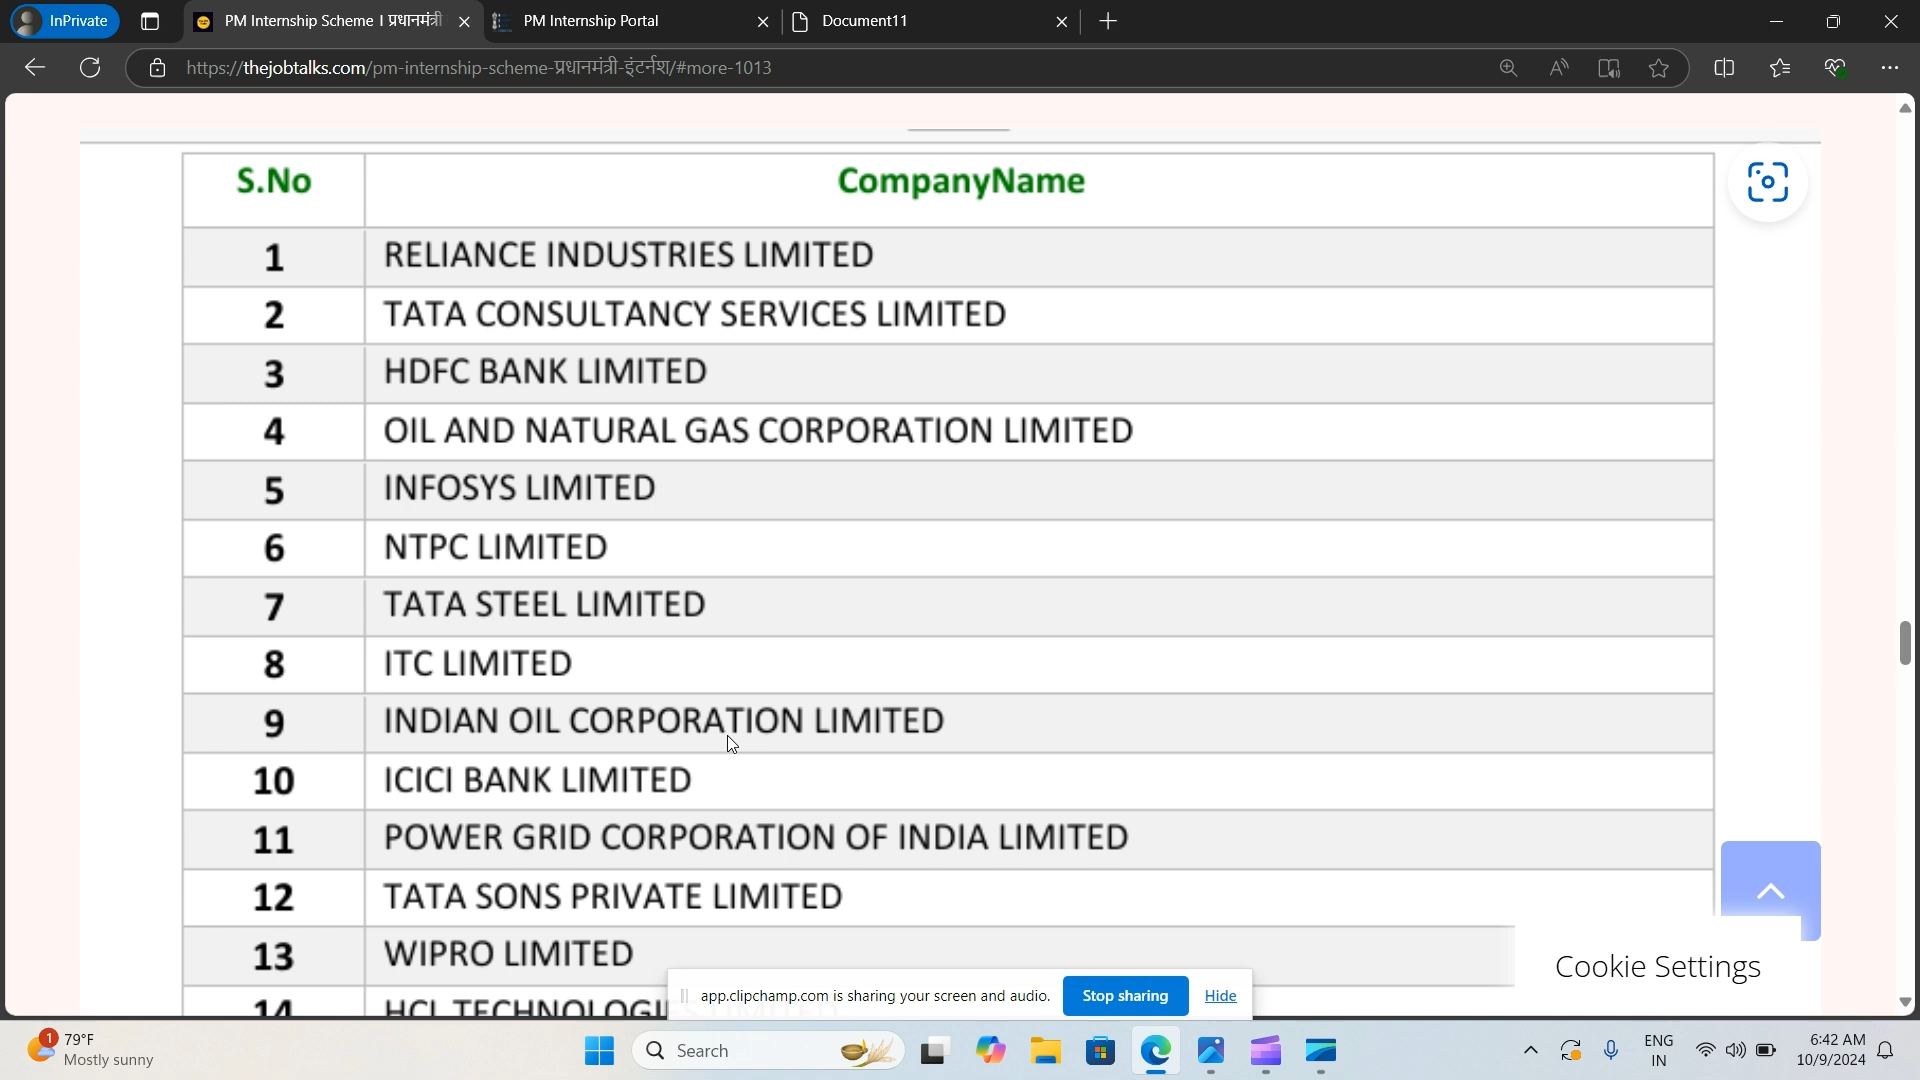 InPrivate
PM Internship Scheme I प्रधानमंत्री
PM Internship Portal
Document11
https://thejobtalks.com/pm-internship-scheme-प्रधानमंत्री-इंटर्नश/#more-1013
S.No CompanyName
1 RELIANCE INDUSTRIES LIMITED
2 TATA CONSULTANCY SERVICES LIMITED
3 HDFC BANK LIMITED
4 OIL AND NATURAL GAS CORPORATION LIMITED
5 INFOSYS LIMITED
6 NTPC LIMITED
7 TATA STEEL LIMITED
8 ITC LIMITED
9 INDIAN OIL CORPORATION LIMITED
10 ICICI BANK LIMITED
11 POWER GRID CORPORATION OF INDIA LIMITED
12 TATA SONS PRIVATE LIMITED
13 WIPRO LIMITED
Cookie Settings
14 HCL
app.clipchamp.com is sharing your screen and audio. Stop sharing Hide
1 79°F
Mostly sunny
Search
ENG
IN
6:42 AM
10/9/2024